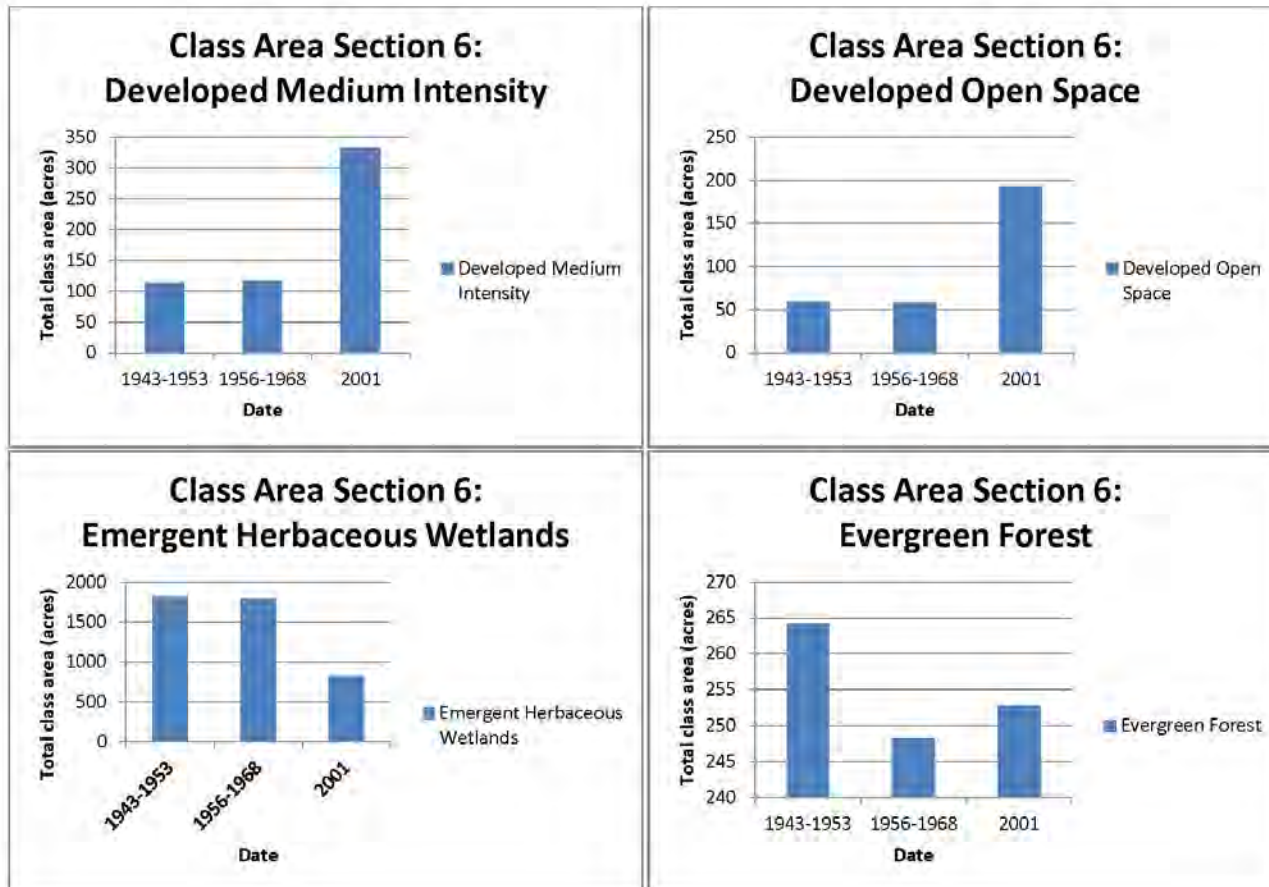 Class Area Section 6:
Developed Medium Intensity
Total class area (acres)
350
300
250
200
150
100
50
0
1943-1953 1956-1968 2001
Date
Developed Medium
Intensity
Class Area Section 6:
Developed Open Space
Total class area (acres)
250
200
150
100
50
0
1943-1953 1956-1968 2001
Date
Developed Open
Space
Class Area Section 6:
Emergent Herbaceous Wetlands
Total class area (acres)
2000
1500
1000
500
0
1943-1953 1956-1968 2001
Date
Emergent Herbaceous
Wetlands
Class Area Section 6:
Evergreen Forest
Total class area (acres)
270
265
260
255
250
245
240
1943-1953 1956-1968 2001
Date
Evergreen Forest